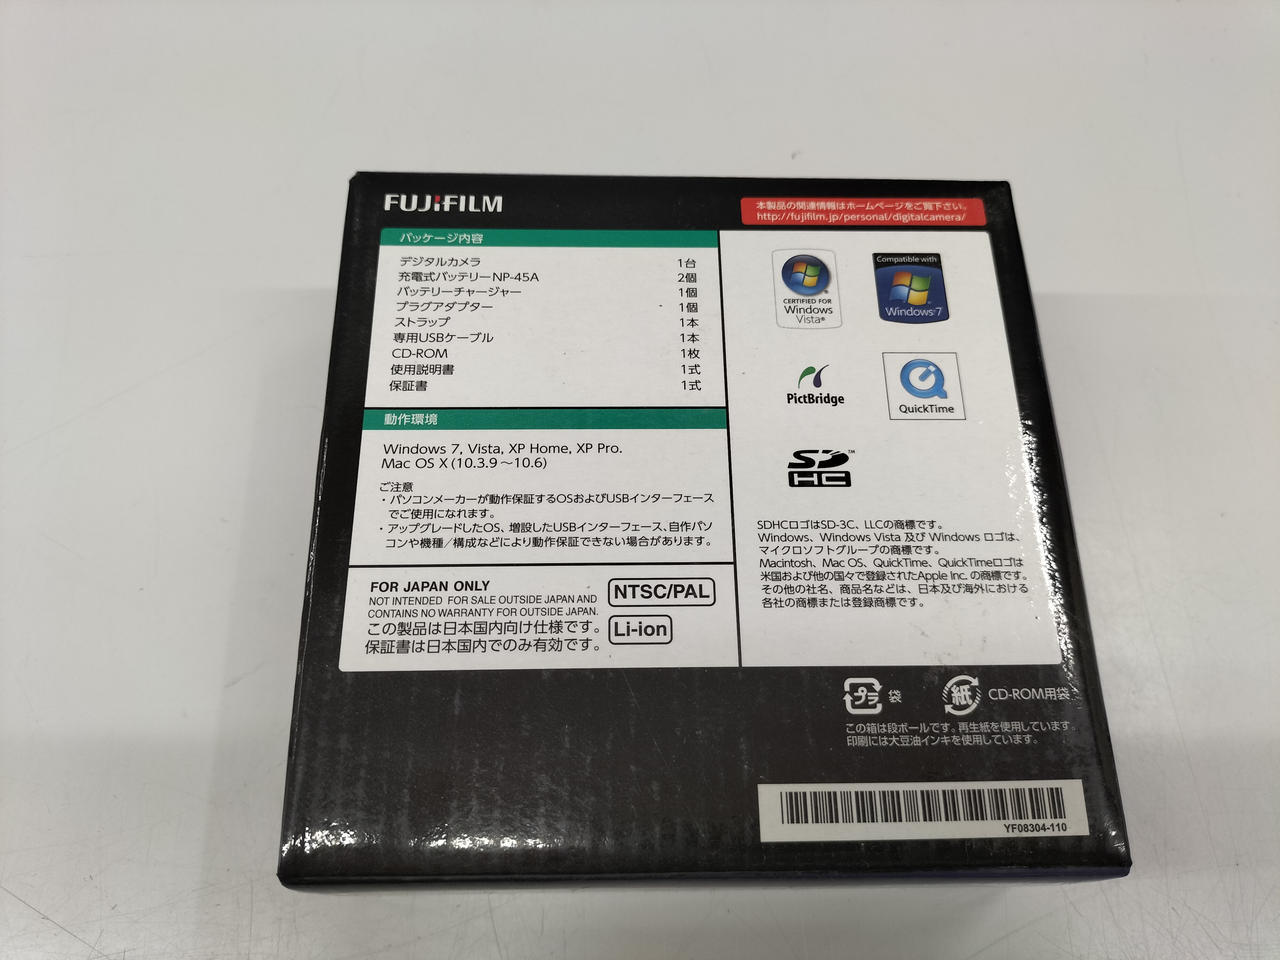 FUJIFILM
本製品の関連情報はホームページをご覧下さい。
http://fujifilm.jp/personal/digitalcamera/
パッケージ内容
デジタルカメラ 1台
充電式バッテリーNP-45A 2個
バッテリーチャージャー 1個
プラグアダプター 1個
ストラップ 1本
専用USBケーブル 1本
CD-ROM 1枚
使用説明書 1式
保証書 1式
動作環境
Windows 7, Vista, XP Home, XP Pro.
Mac OS X (10.3.9～10.6)
ご注意
・パソコンメーカーが動作保証するOSおよびUSBインターフェース
でご使用になれます。
・アップグレードしたOS、増設したUSBインターフェース、自作パソ
コンや機種/構成などにより動作保証できない場合があります。
FOR JAPAN ONLY
NOT INTENDED FOR SALE OUTSIDE JAPAN AND
CONTAINS NO WARRANTY FOR OUTSIDE JAPAN.
この製品は日本国内向け仕様です。
保証書は日本国内でのみ有効です。
NTSC/PAL
Li-ion
CERTIFIED FOR
Windows
Vista®
Compatible with
Windows®7
PictBridge
QuickTime
SD™
HC
SDHCロゴはSD-3C, LLCの商標です。
Windows、Windows Vista 及び Windows ロゴは、
マイクロソフトグループの商標です。
Macintosh、Mac OS、QuickTime、QuickTimeロゴは
米国および他の国々で登録されたApple Inc. の商標です。
その他の社名、商品名などは、日本及び海外における
各社の商標または登録商標です。
プラ 袋
紙 CD-ROM用袋
この箱は段ボールです。再生紙を使用しています。
印刷には大豆油インキを使用しています。
YF08304-110